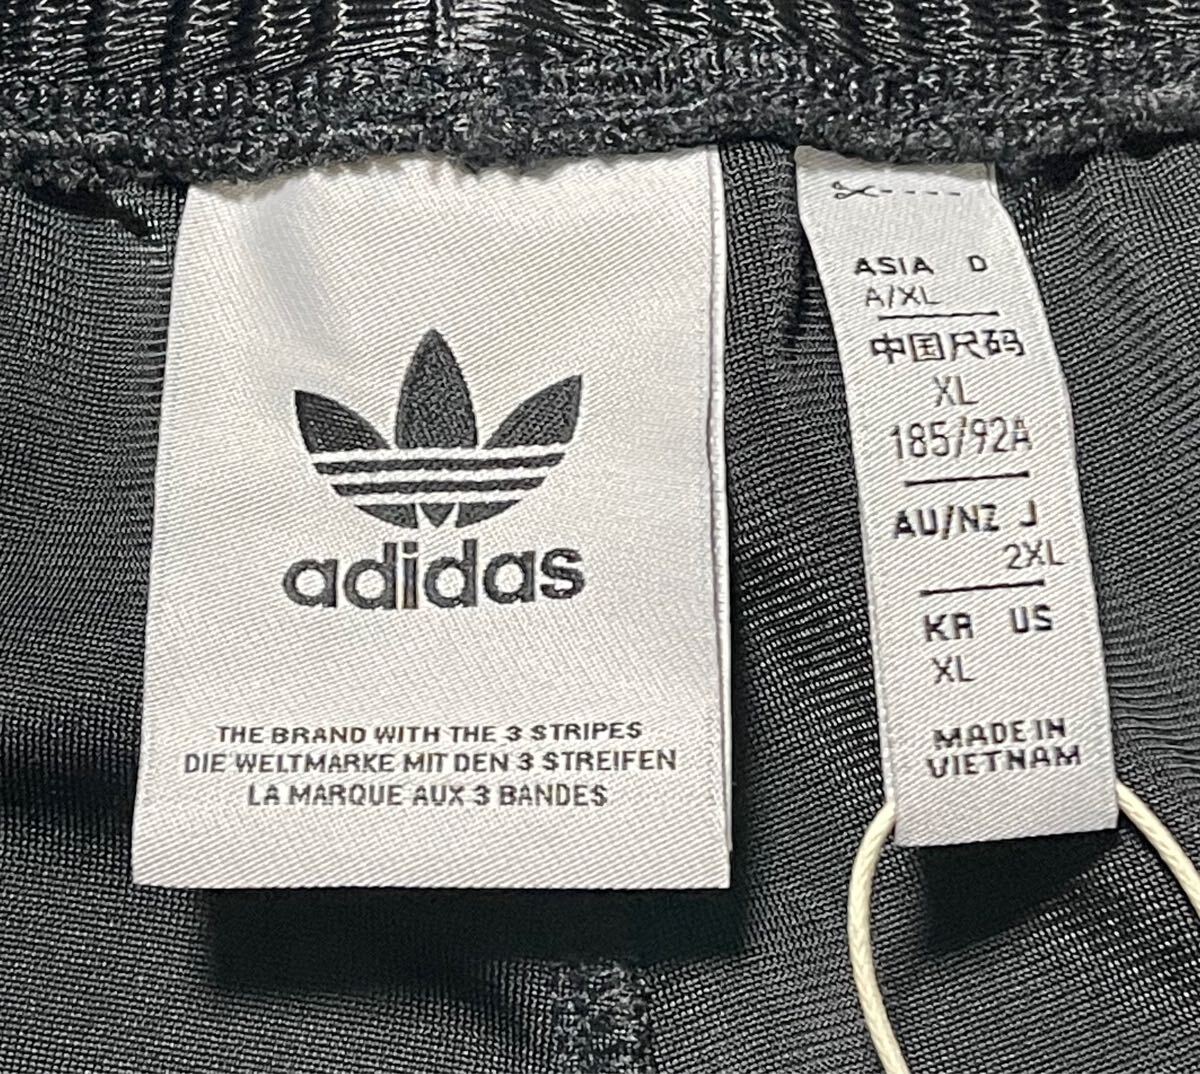 adidas
THE BRAND WITH THE 3 STRIPES
DIE WELTMARKE MIT DEN 3 STREIFEN
LA MARQUE AUX 3 BANDES
ASIA D
A/XL
中国尺码
XL
185/92A
AU/NZ J
2XL
KR US
XL
MADE IN
VIETNAM